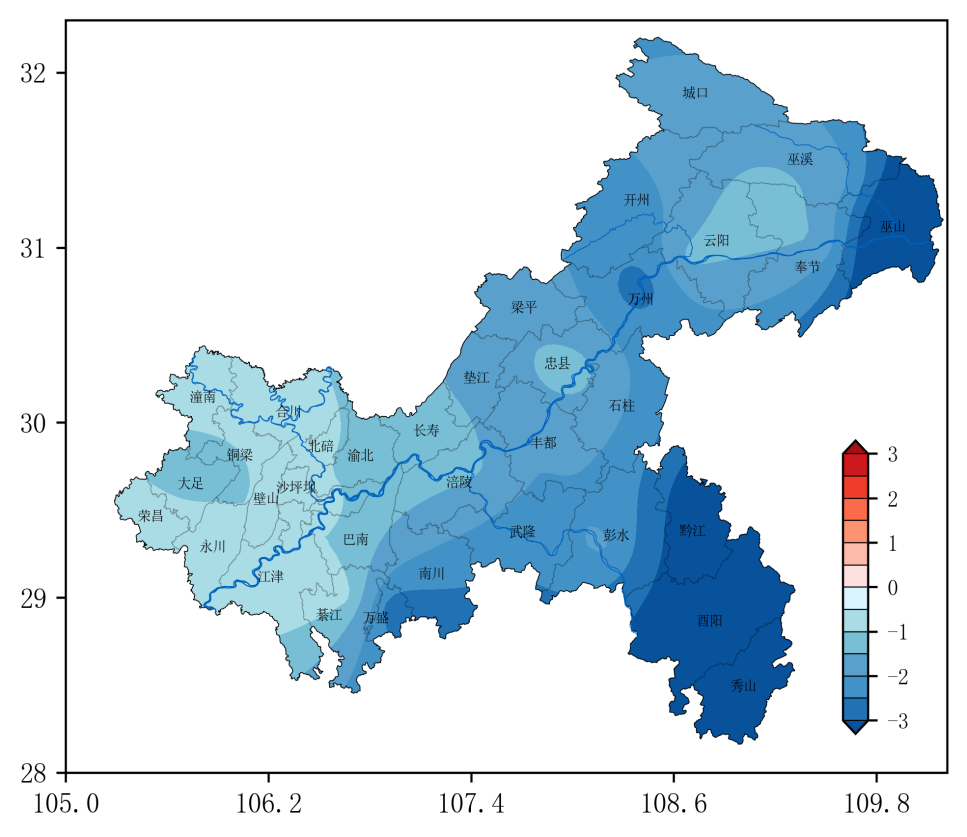 32
城口
巫溪
开州
31
云阳
巫山
奉节
万州
梁平
忠县
垫江
石柱
潼南
合川
30
长寿
北碚
丰都
铜梁
渝北
大足
涪陵
沙坪坝
璧山
荣昌
武隆
黔江
彭水
巴南
永川
江津
南川
29
綦江
万盛
酉阳
秀山
28
3
2
1
0
-1
-2
-3
105.0 106.2 107.4 108.6 109.8